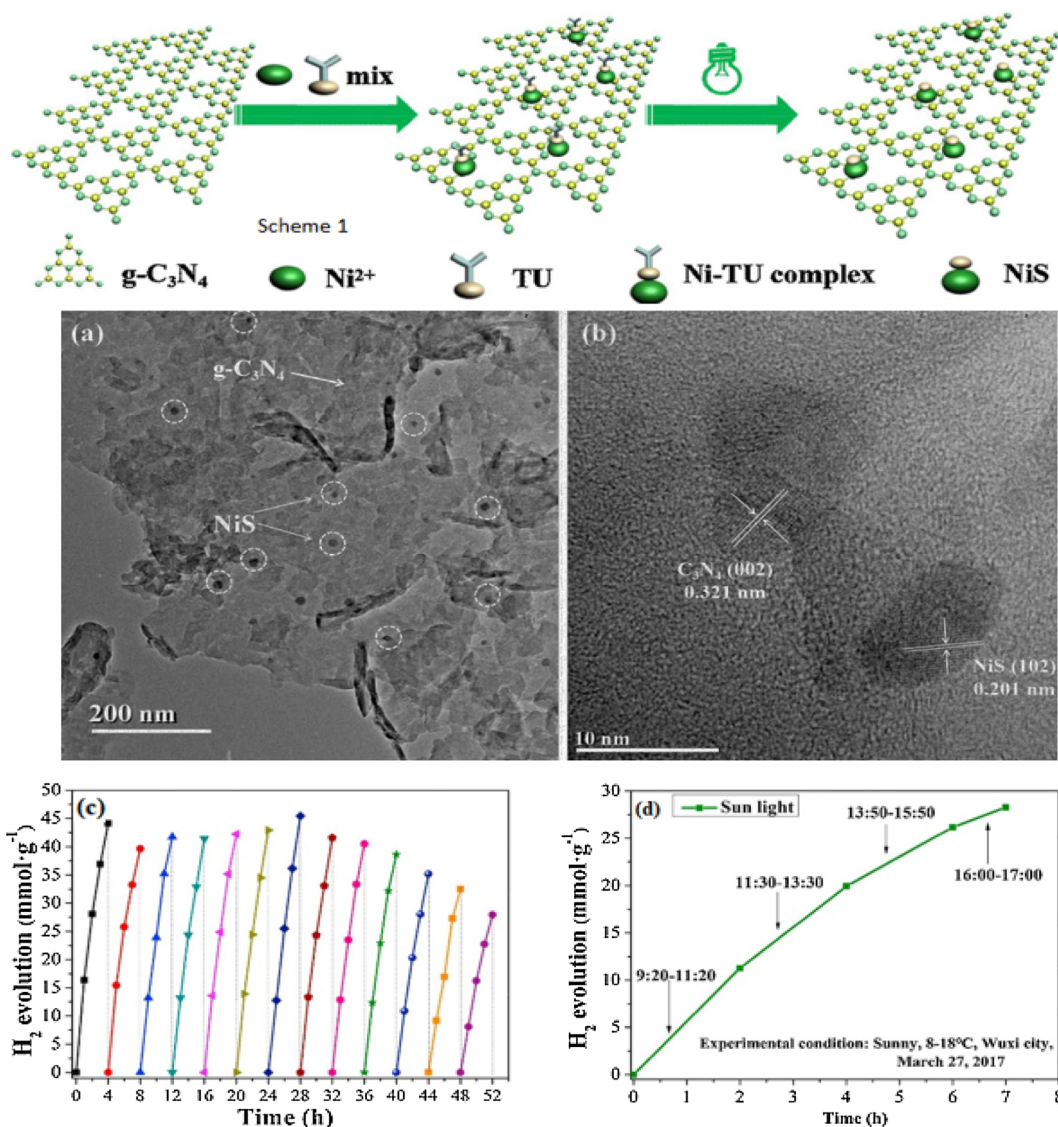 mix
Scheme 1
g-C₃N₄
Ni²⁺
TU
Ni-TU complex
NiS
(a)
g-C₃N₄
NiS
200 nm
(b)
C₃N₄ (002)
0.321 nm
NiS (102)
0.201 nm
10 nm
(c)
H₂ evolution (mmol·g⁻¹)
50
45
40
35
30
25
20
15
10
5
0
0 4 8 12 16 20 24 28 32 36 40 44 48 52
Time (h)
(d)
Sun light
H₂ evolution (mmol·g⁻¹)
30
25
20
15
10
5
0
13:50-15:50
11:30-13:30
16:00-17:00
9:20-11:20
Experimental condition: Sunny, 8-18⁰C, Wuxi city,
March 27, 2017
0 1 2 3 4 5 6 7 8
Time (h)